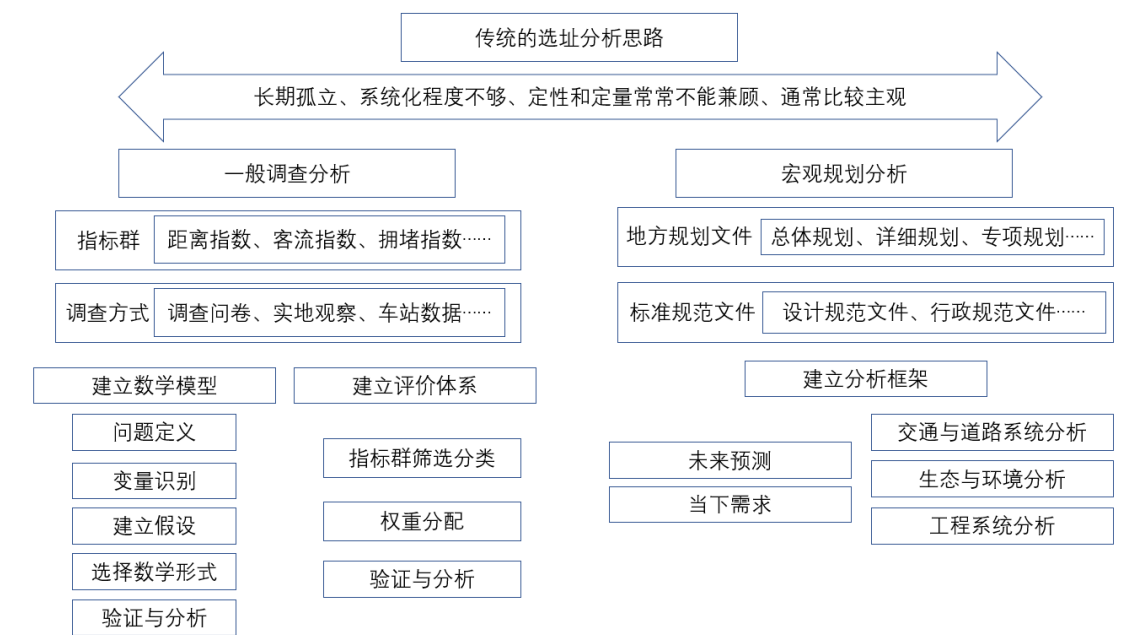 传统的选址分析思路
长期孤立、系统化程度不够、定性和定量常常不能兼顾、通常比较主观
一般调查分析
指标群
距离指数、客流指数、拥堵指数……
调查方式
调查问卷、实地观察、车站数据……
建立数学模型
问题定义
变量识别
建立假设
选择数学形式
验证与分析
建立评价体系
指标群筛选分类
权重分配
验证与分析
宏观规划分析
地方规划文件
总体规划、详细规划、专项规划……
标准规范文件
设计规范文件、行政规范文件……
建立分析框架
未来预测
当下需求
交通与道路系统分析
生态与环境分析
工程系统分析